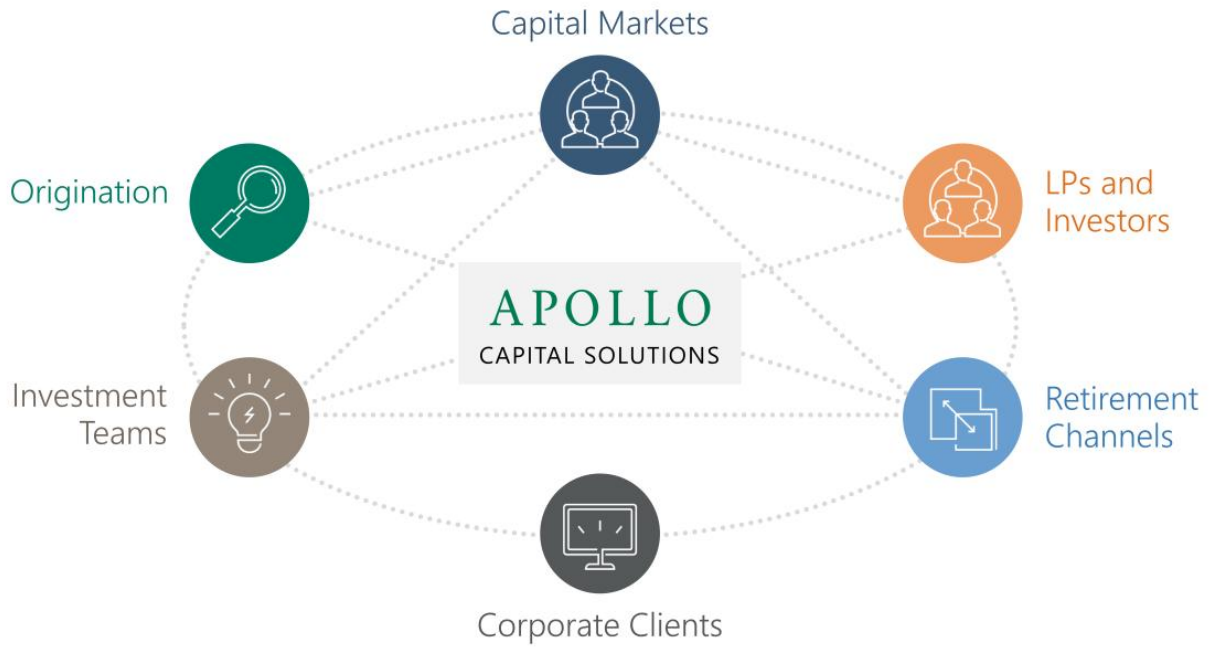 Capital Markets
Origination
LPs and
Investors
APOLLO
CAPITAL SOLUTIONS
Investment
Teams
Retirement
Channels
Corporate Clients